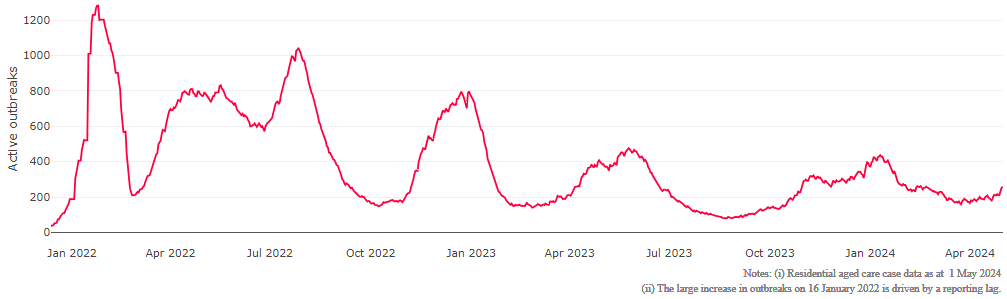 1200
1000
800
600
400
200
0
Active outbreaks
Jan 2022 Apr 2022 Jul 2022 Oct 2022 Jan 2023 Apr 2023 Jul 2023 Oct 2023 Jan 2024 Apr 2024
Notes: (i) Residential aged care case data as at 1 May 2024
(ii) The large increase in outbreaks on 16 January 2022 is driven by a reporting lag.